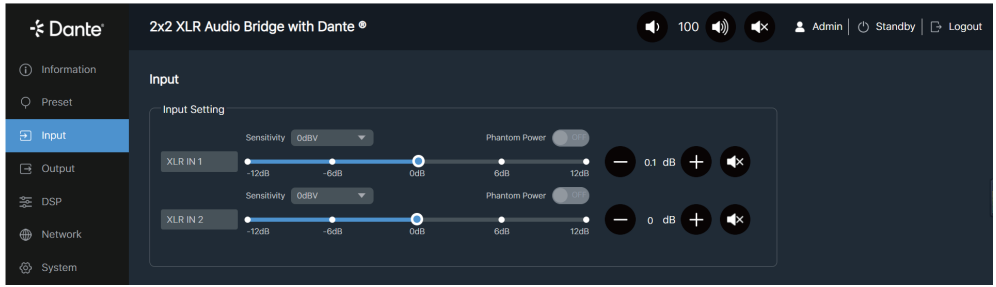 Dante®
2x2 XLR Audio Bridge with Dante ®
100
Admin
Standby
Logout
Information
Preset
Input
Output
DSP
Network
System
Input
Input Setting
Sensitivity 0dBV Phantom Power OFF
XLR IN 1
-12dB -6dB 0dB 6dB 12dB
0.1 dB
Sensitivity 0dBV Phantom Power OFF
XLR IN 2
-12dB -6dB 0dB 6dB 12dB
0 dB